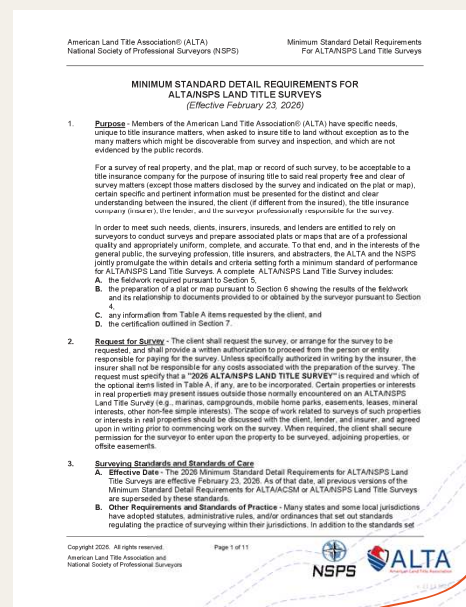 American Land Title Association® (ALTA)
National Society of Professional Surveyors (NSPS)
Minimum Standard Detail Requirements
For ALTA/NSPS Land Title Surveys
MINIMUM STANDARD DETAIL REQUIREMENTS FOR
ALTA/NSPS LAND TITLE SURVEYS
(Effective February 23, 2026)
1. Purpose - Members of the American Land Title Association® (ALTA) have specific needs,
unique to title insurance matters, when asked to insure title to land without exception as to the
many matters which might be discoverable from survey and inspection, and which are not
evidenced by the public records.
For a survey of real property, and the plat, map or record of such survey, to be acceptable to a
title insurance company for the purpose of insuring title to said real property free and clear of
survey matters (except those matters disclosed by the survey and indicated on the plat or map),
certain specific and pertinent information must be presented for the distinct and clear
understanding between the insured, the client (if different from the insured), the title insurance
company (insurer), the lender, and the surveyor professionally responsible for the survey.
In order to meet such needs, clients, insurers, insureds, and lenders are entitled to rely on
surveyors to conduct surveys and prepare associated plats or maps that are of a professional
quality and appropriately uniform, complete, and accurate. To that end, and in the interests of the
general public, the surveying profession, title insurers, and abstracters, the ALTA and the NSPS
jointly promulgate the within details and criteria setting forth a minimum standard of performance
for ALTA/NSPS Land Title Surveys. A complete ALTA/NSPS Land Title Survey includes:
A. the fieldwork required pursuant to Section 5,
B. the preparation of a plat or map pursuant to Section 6 showing the results of the fieldwork
and its relationship to documents provided to or obtained by the surveyor pursuant to Section
4,
C. any information from Table A items requested by the client, and
D. the certification outlined in Section 7.
2. Request for Survey - The client shall request the survey, or arrange for the survey to be
requested, and shall provide a written authorization to proceed from the person or entity
responsible for paying for the survey. Unless specifically authorized in writing by the insurer, the
insurer shall not be responsible for any costs associated with the preparation of the survey. The
request must specify that a "2026 ALTA/NSPS LAND TITLE SURVEY" is required and which of
the optional items listed in Table A, if any, are to be incorporated. Certain properties or interests
in real properties may present issues outside those normally encountered on an ALTA/NSPS
Land Title Survey (e.g., marinas, campgrounds, mobile home parks, easements, leases, mineral
interests, other non-fee simple interests). The scope of work related to surveys of such properties
or interests in real properties should be discussed with the client, lender, and insurer, and agreed
upon in writing prior to commencing work on the survey. When required, the client shall secure
permission for the surveyor to enter upon the property to be surveyed, adjoining properties, or
offsite easements.
3. Surveying Standards and Standards of Care
A. Effective Date - The 2026 Minimum Standard Detail Requirements for ALTA/NSPS Land
Title Surveys are effective February 23, 2026. As of that date, all previous versions of the
Minimum Standard Detail Requirements for ALTA/ACSM or ALTA/NSPS Land Title Surveys
are superseded by these standards.
B. Other Requirements and Standards of Practice - Many states and some local jurisdictions
have adopted statutes, administrative rules, and/or ordinances that set out standards
regulating the practice of surveying within their jurisdictions. In addition to the standards set
Copyright 2026. All rights reserved.
Page 1 of 11
American Land Title Association and
National Society of Professional Surveyors
NSPS
ALTA
American Land Title Association